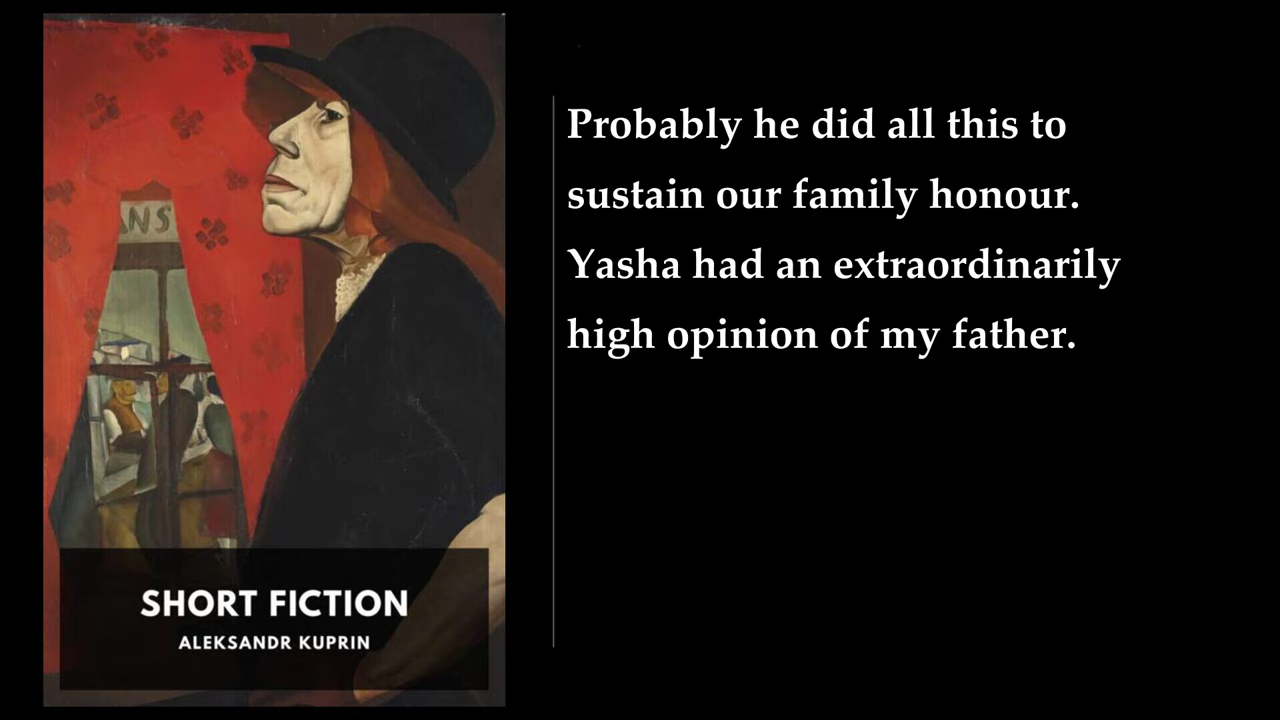 ANS
SHORT FICTION
ALEKSANDR KUPRIN
Probably he did all this to
sustain our family honour.
Yasha had an extraordinarily
high opinion of my father.